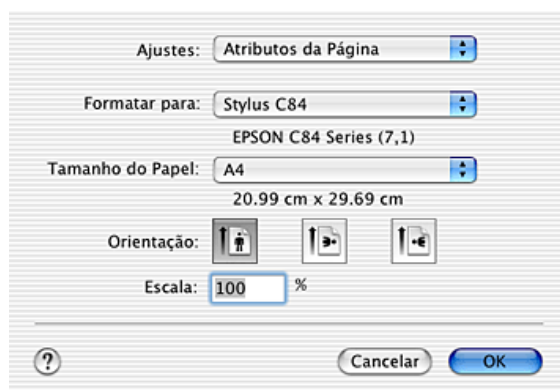 Ajustes: Atributos da Página
Formatar para: Stylus C84
EPSON C84 Series (7,1)
Tamanho do Papel: A4
20.99 cm x 29.69 cm
Orientação:
Escala: 100 %
? Cancelar OK